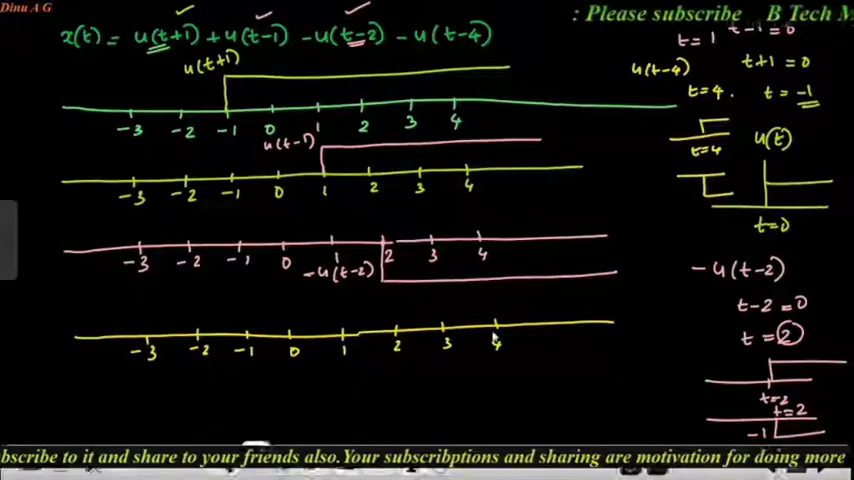 Dinu A G
: Please subscribe B Tech M
x(t) = u(t+1) + u(t-1) - u(t-2) - u(t-4)
t=1 t-1=0
u(t+1)
u(t-4) t+1=0
t=4. t=-1
-3 -2 -1 0 1 2 3 4
u(t-1)
t=4 u(t)
-3 -2 -1 0 1 2 3 4
t=0
-3 -2 -1 0 1 2 3 4
-u(t-2)
-u(t-2)
t-2=0
t=2
-3 -2 -1 0 1 2 3 4
t=2
t=2
-1
bscribe to it and share to your friends also.Your subscribptions and sharing are motivation for doing more